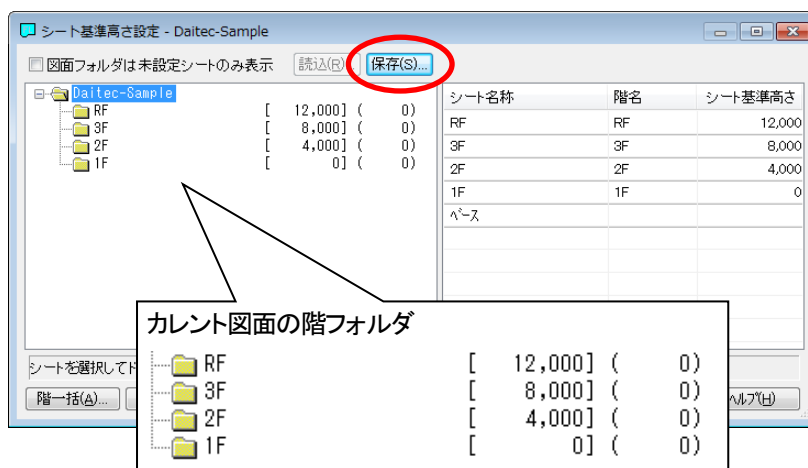 シート基準高さ設定 - Daitec-Sample
図面フォルダは未設定シートのみ表示 読込(R)... 保存(S)...
Daitec-Sample
RF [ 12,000] ( 0)
3F [ 8,000] ( 0)
2F [ 4,000] ( 0)
1F [ 0] ( 0)
シート名称 階名 シート基準高さ
RF RF 12,000
3F 3F 8,000
2F 2F 4,000
1F 1F 0
ベース
カレント図面の階フォルダ
RF [ 12,000] ( 0)
3F [ 8,000] ( 0)
2F [ 4,000] ( 0)
1F [ 0] ( 0)
シートを選択して
階一括(A)... ヘルプ(H)